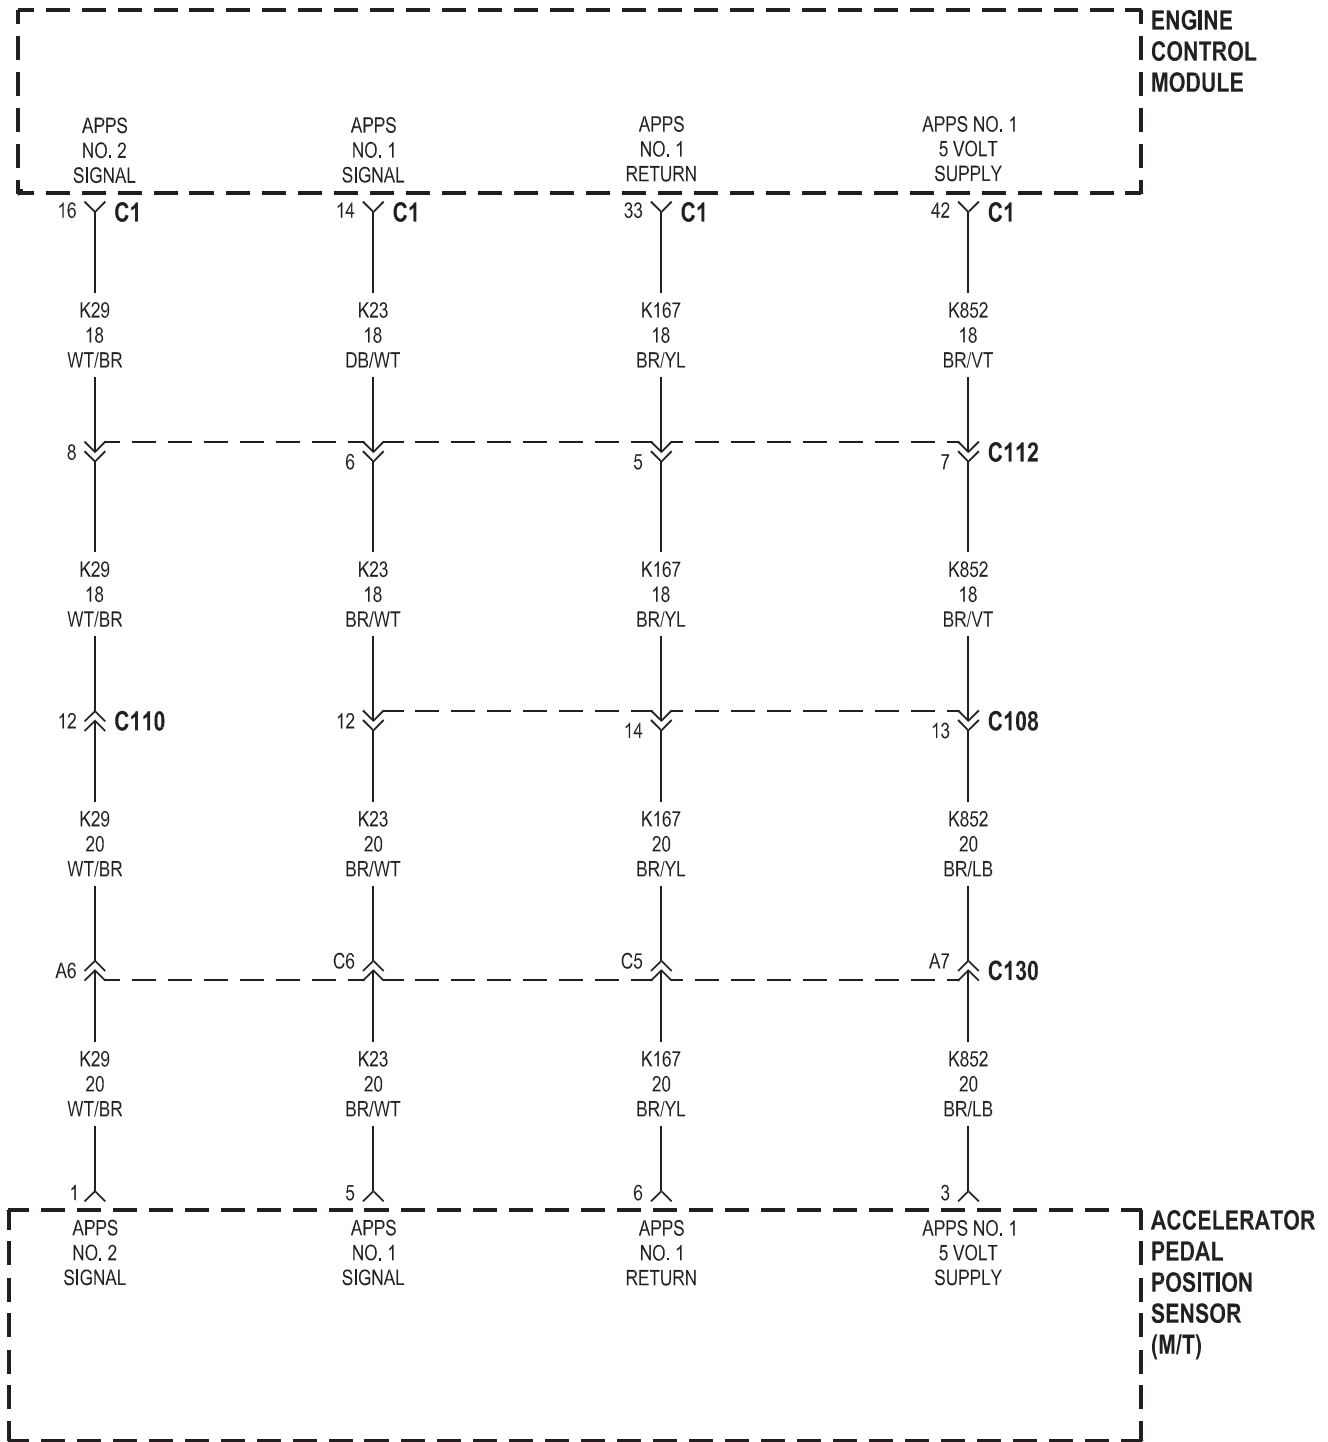 ENGINE
CONTROL
MODULE
APPS
NO. 2
SIGNAL
APPS
NO. 1
SIGNAL
APPS
NO. 1
RETURN
APPS NO. 1
5 VOLT
SUPPLY
16 C1
14 C1
33 C1
42 C1
K29
18
WT/BR
K23
18
DB/WT
K167
18
BR/YL
K852
18
BR/VT
8
6
5
7 C112
K29
18
WT/BR
K23
18
BR/WT
K167
18
BR/YL
K852
18
BR/VT
12 C110
12
14
13 C108
K29
20
WT/BR
K23
20
BR/WT
K167
20
BR/YL
K852
20
BR/LB
A6
C6
C5
A7 C130
K29
20
WT/BR
K23
20
BR/WT
K167
20
BR/YL
K852
20
BR/LB
1
5
6
3
APPS
NO. 2
SIGNAL
APPS
NO. 1
SIGNAL
APPS
NO. 1
RETURN
APPS NO. 1
5 VOLT
SUPPLY
ACCELERATOR
PEDAL
POSITION
SENSOR
(M/T)